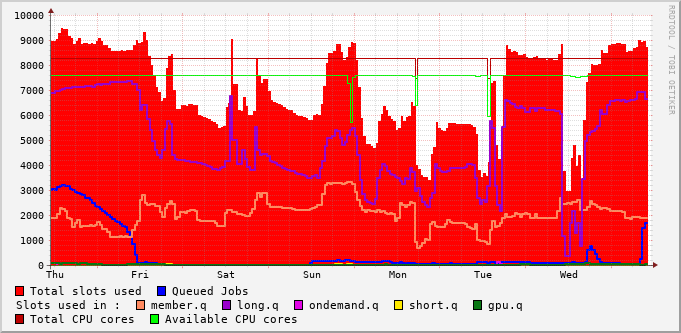 10000
9000
8000
7000
6000
5000
4000
3000
2000
1000
0
Thu Fri Sat Sun Mon Tue Wed
Total slots used Queued Jobs
Slots used in : member.q long.q ondemand.q short.q gpu.q
Total CPU cores Available CPU cores
RRDTOOL / TOBI OETIKER